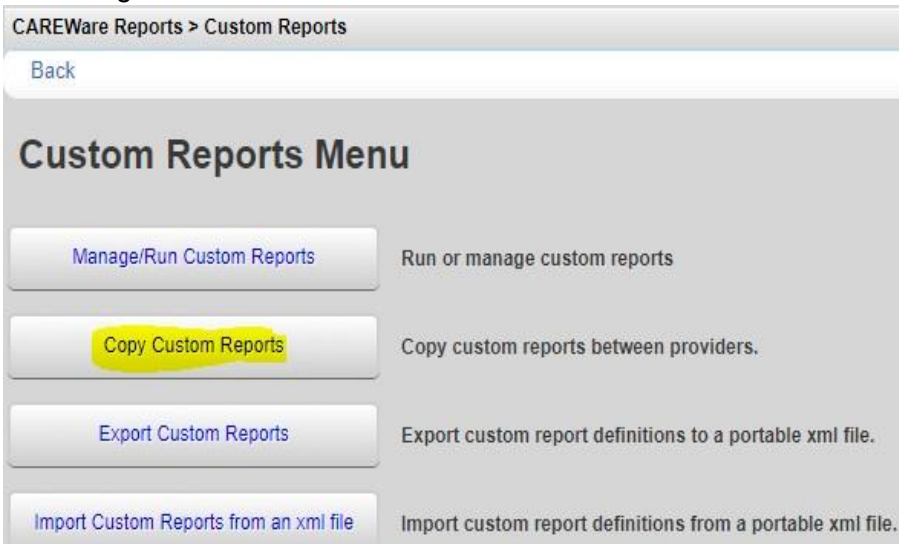 CAREWare Reports > Custom Reports
Back
Custom Reports Menu
Manage/Run Custom Reports Run or manage custom reports
Copy Custom Reports Copy custom reports between providers.
Export Custom Reports Export custom report definitions to a portable xml file.
Import Custom Reports from an xml file Import custom report definitions from a portable xml file.